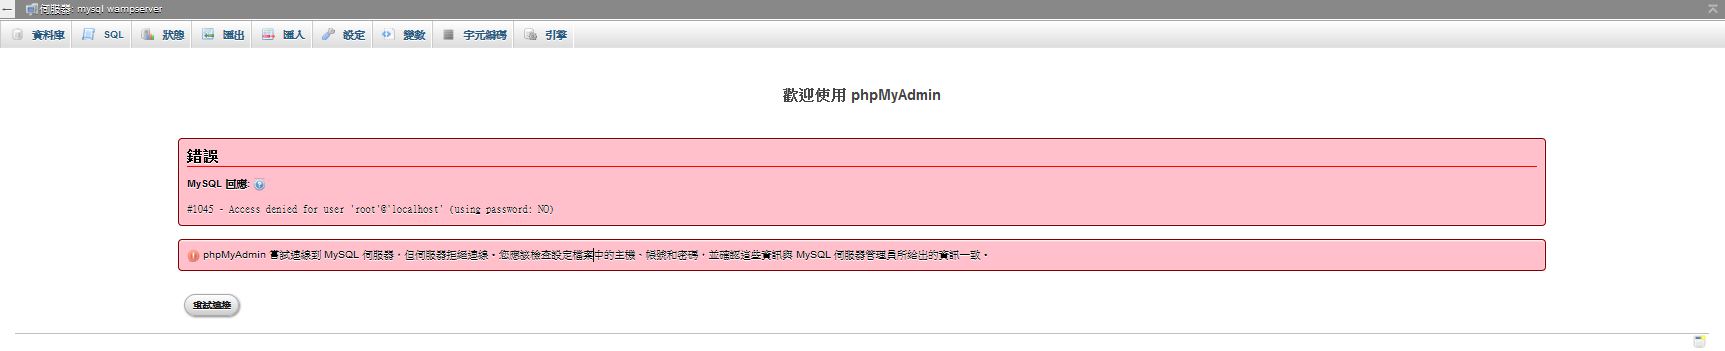 伺服器: mysql wampserver
資料庫 SQL 狀態 匯出 匯入 設定 變數 字元編碼 引擎
歡迎使用 phpMyAdmin
錯誤
MySQL 回應:
#1045 - Access denied for user 'root'@'localhost' (using password: NO)
phpMyAdmin 嘗試連線到 MySQL 伺服器，但伺服器拒絕連線。您應該檢查設定檔案中的主機、帳號和密碼，並確認這些資訊與 MySQL 伺服器管理員所給出的資訊一致。
重試連接